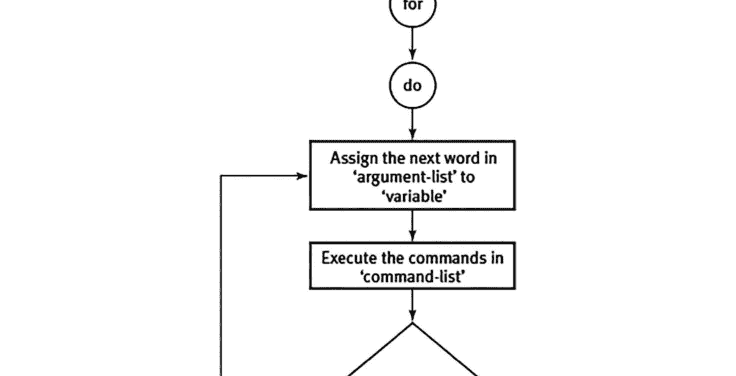 for
do
Assign the next word in
‘argument-list’ to
‘variable’
Execute the commands in
‘command-list’